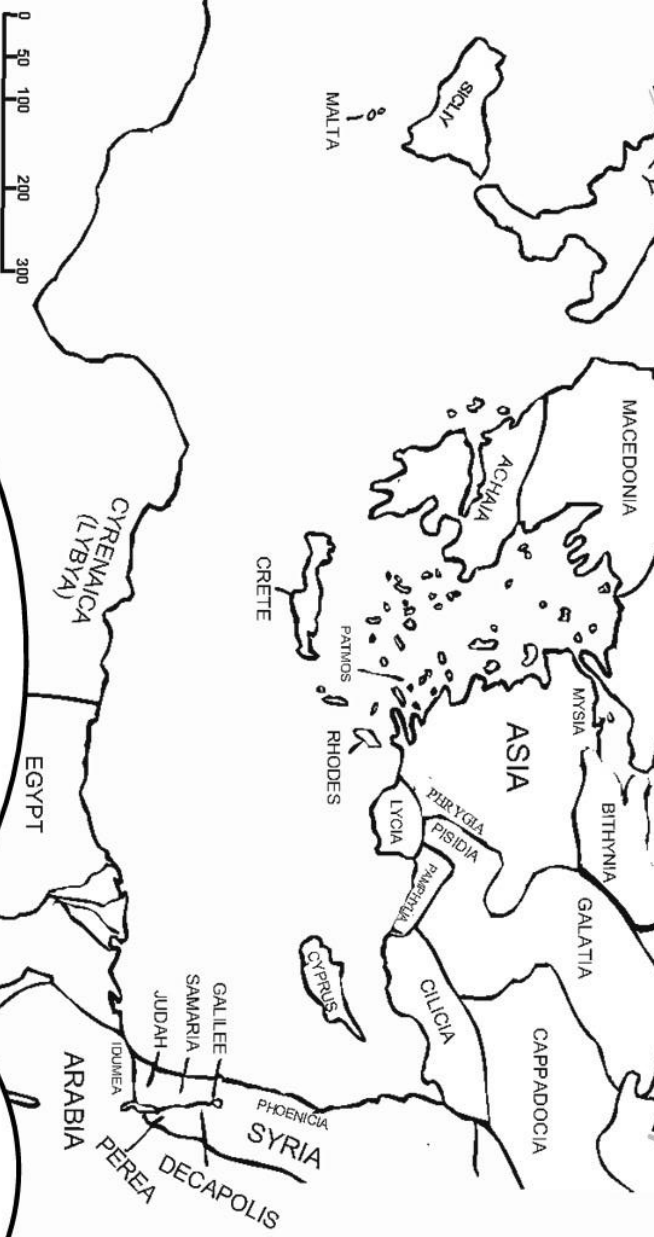 MACEDONIA
BITHYNIA
MYSIA
GALATIA
CAPPADOCIA
ASIA
ACHAIA
SICLIY
PHRYGIA
PISIDIA
PAMPHYLIA
CILICIA
LYCIA
PATMOS
RHODES
MALTA
CYPRUS
CRETE
PHOENICIA
SYRIA
GALILEE
SAMARIA
JUDAH
DECAPOLIS
PEREA
IDUMEA
CYRENAICA
(LYBYA)
ARABIA
EGYPT
0 50 100 200 300